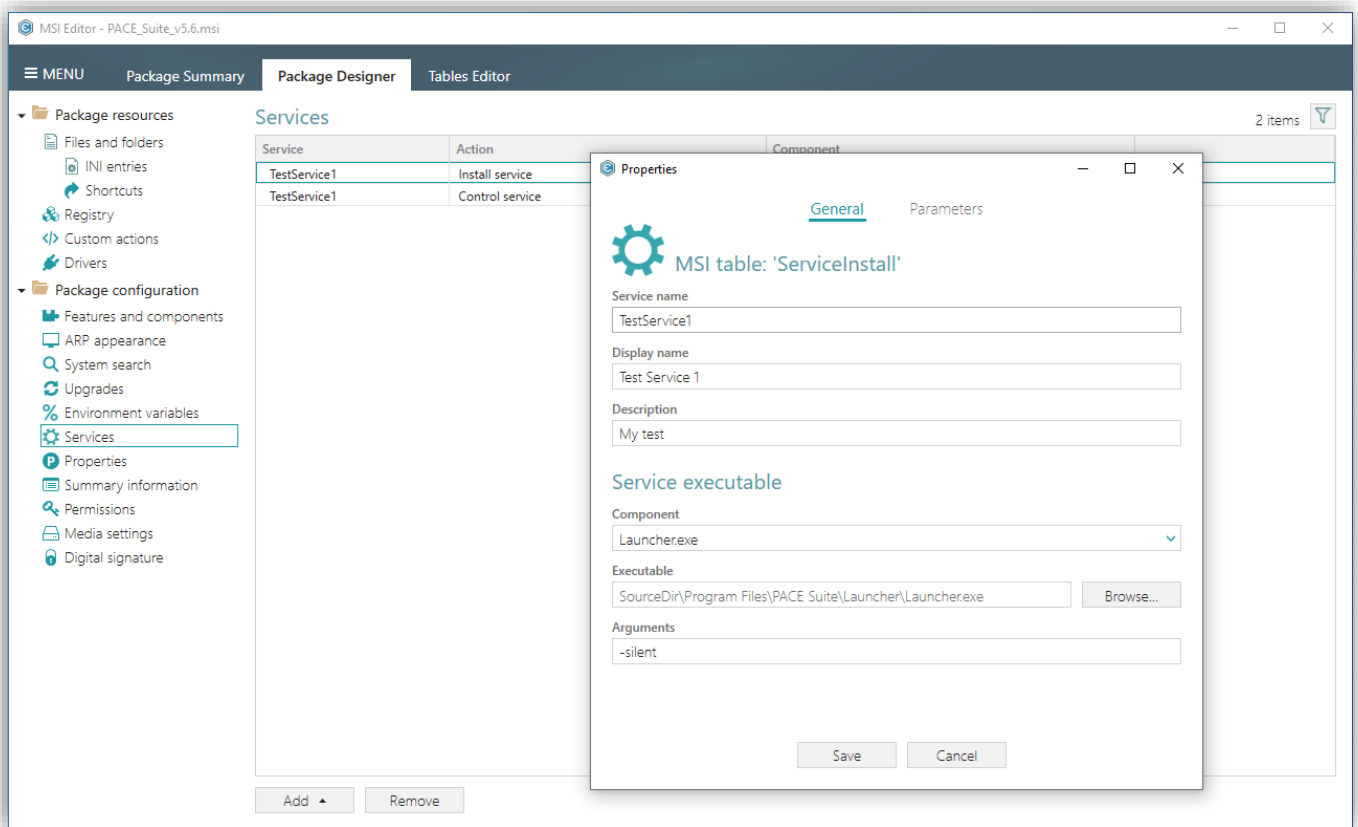 MSI Editor - PACE_Suite_v5.6.msi
MENU Package Summary Package Designer Tables Editor
Package resources
Files and folders
INI entries
Shortcuts
Registry
Custom actions
Drivers
Package configuration
Features and components
ARP appearance
System search
Upgrades
Environment variables
Services
Properties
Summary information
Permissions
Media settings
Digital signature
Services
2 items
Service Action Component
TestService1 Install service
TestService1 Control service
Add Remove
Properties
General Parameters
MSI table: 'ServiceInstall'
Service name
TestService1
Display name
Test Service 1
Description
My test
Service executable
Component
Launcher.exe
Executable
SourceDir\Program Files\PACE Suite\Launcher\Launcher.exe Browse...
Arguments
-silent
Save Cancel